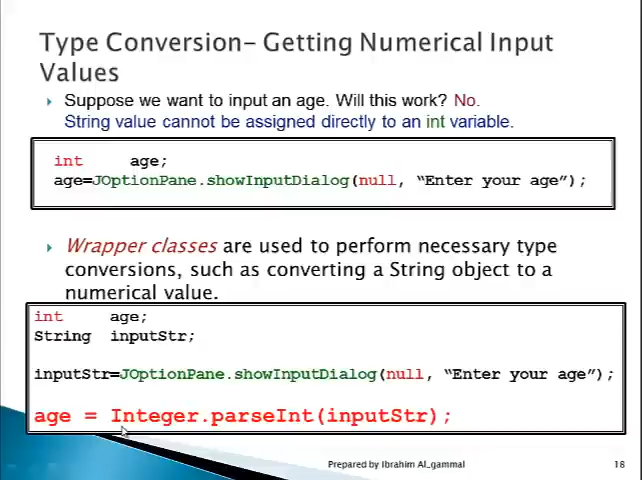 Type Conversion- Getting Numerical Input
Values
Suppose we want to input an age. Will this work? No.
String value cannot be assigned directly to an int variable.
int age;
age=JOptionPane.showInputDialog(null, “Enter your age”);
Wrapper classes are used to perform necessary type
conversions, such as converting a String object to a
numerical value.
int age;
String inputStr;
inputStr=JOptionPane.showInputDialog(null, “Enter your age”);
age = Integer.parseInt(inputStr);
Prepared by Ibrahim Al_gammal 18